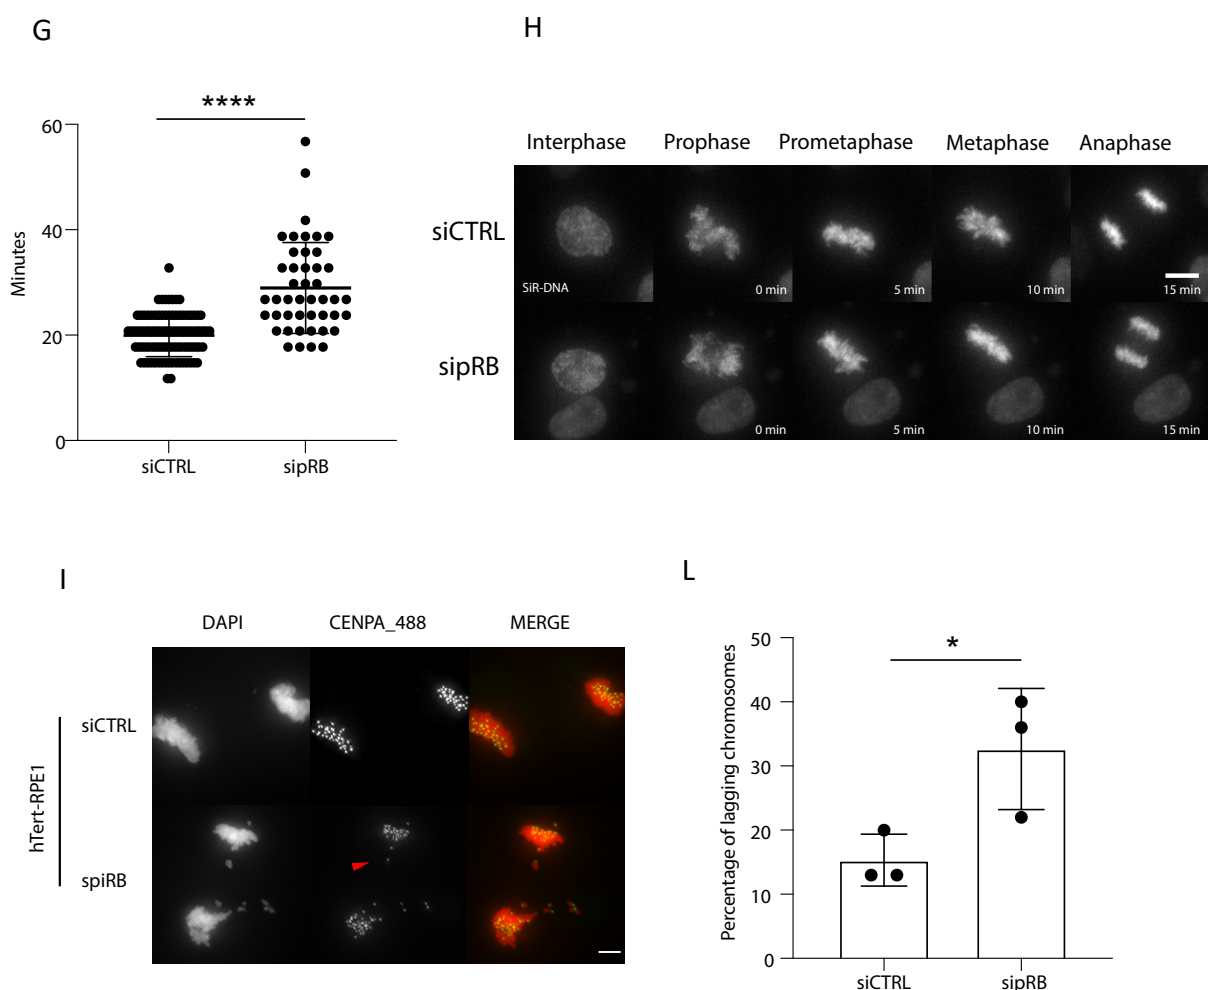 G
****
60
40
20
0
Minutes
siCTRL
sipRB
H
Interphase Prophase Prometaphase Metaphase Anaphase
siCTRL
SiR-DNA
0 min
5 min
10 min
15 min
sipRB
0 min
5 min
10 min
15 min
I
DAPI CENPA_488 MERGE
siCTRL
hTert-RPE1
spiRB
L
*
50
40
30
20
10
0
Percentage of lagging chromosomes
siCTRL
sipRB